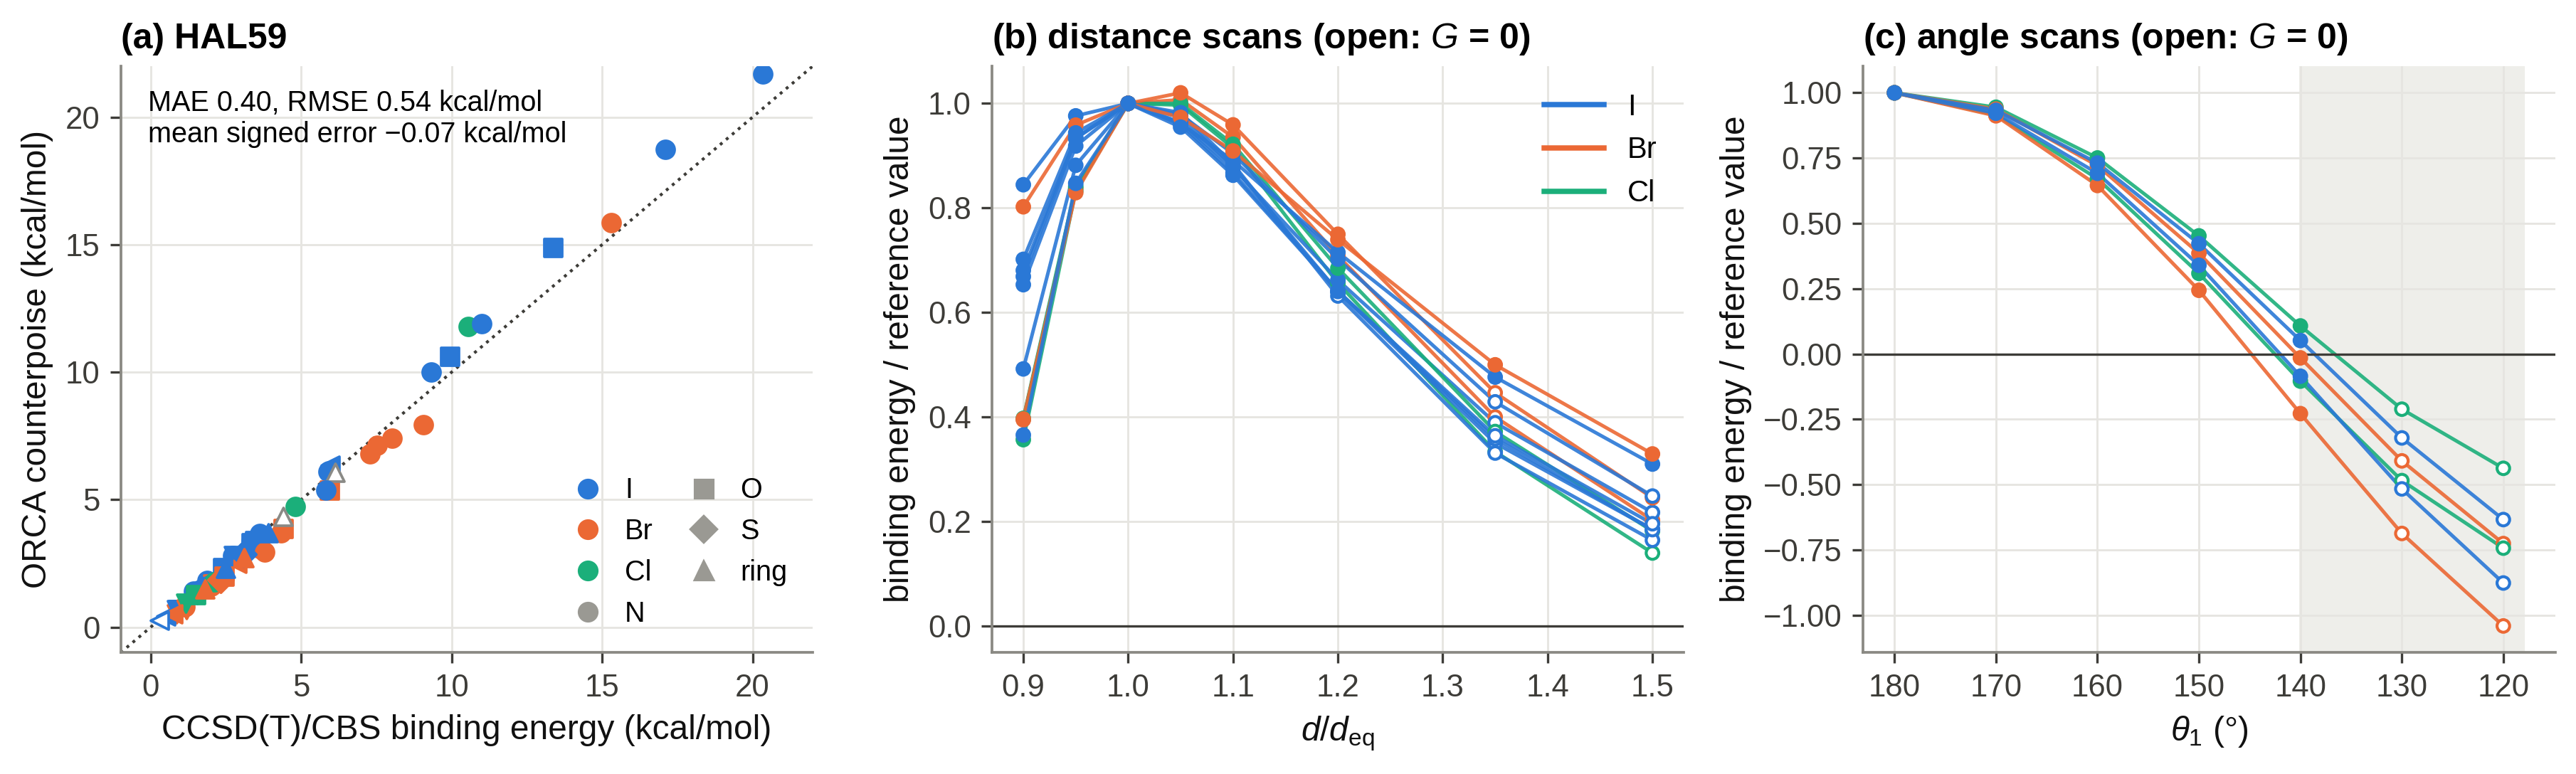 (a) HAL59
MAE 0.40, RMSE 0.54 kcal/mol
mean signed error −0.07 kcal/mol
ORCA counterpoise (kcal/mol)
20
15
10
5
0
0 5 10 15 20
CCSD(T)/CBS binding energy (kcal/mol)
I
Br
Cl
N
O
S
ring
(b) distance scans (open: G = 0)
binding energy / reference value
1.0
0.8
0.6
0.4
0.2
0.0
0.9 1.0 1.1 1.2 1.3 1.4 1.5
d/deq
I
Br
Cl
(c) angle scans (open: G = 0)
binding energy / reference value
1.00
0.75
0.50
0.25
0.00
−0.25
−0.50
−0.75
−1.00
180 170 160 150 140 130 120
θ1 (°)